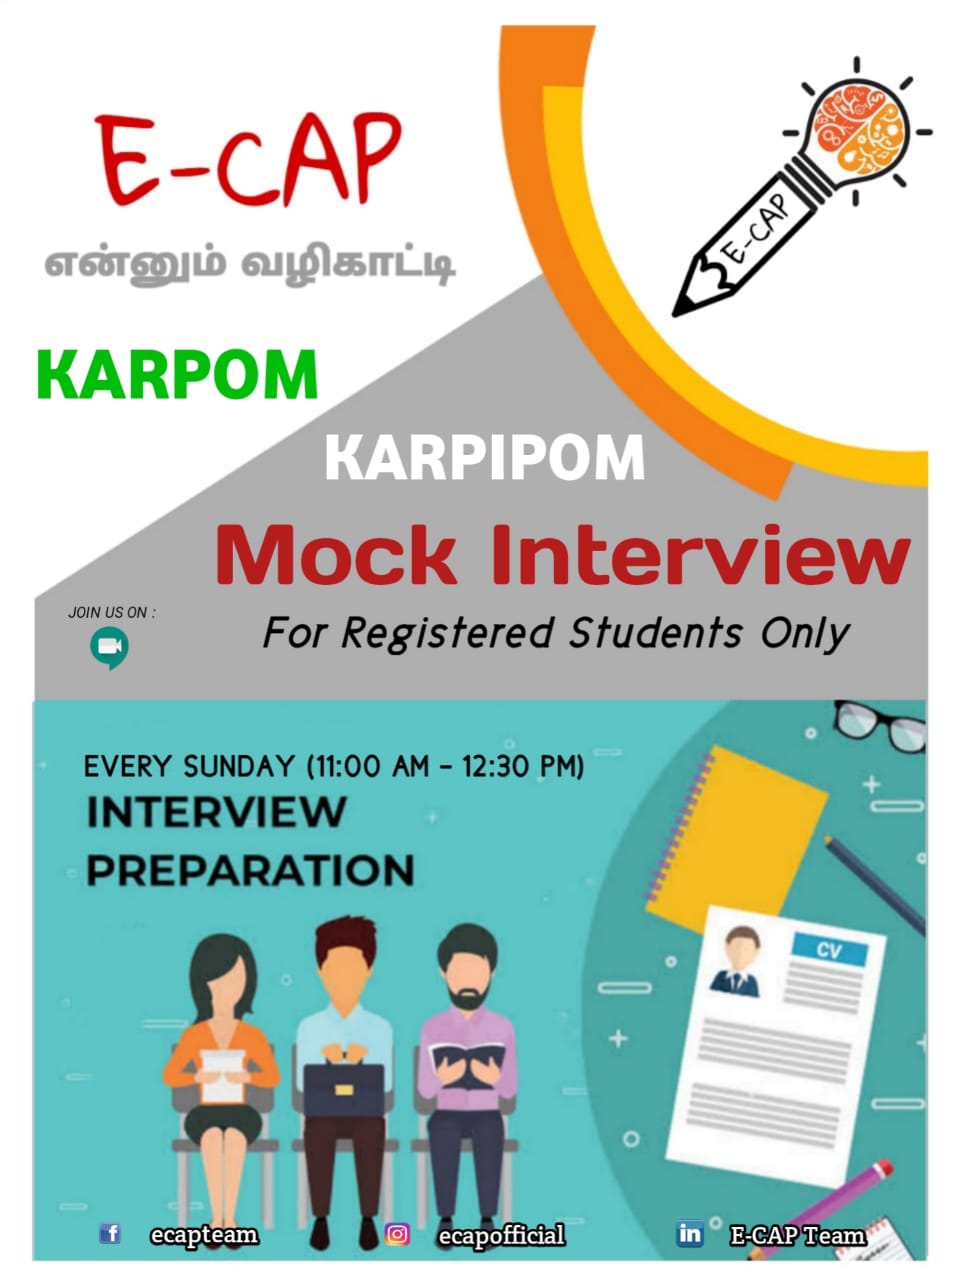 E-CAP
என்னும் வழிகாட்டி
E-CAP
KARPOM
KARPIPOM
Mock Interview
JOIN US ON :
For Registered Students Only
EVERY SUNDAY (11:00 AM - 12:30 PM)
INTERVIEW
PREPARATION
CV
ecapteam
ecapofficial
E-CAP Team